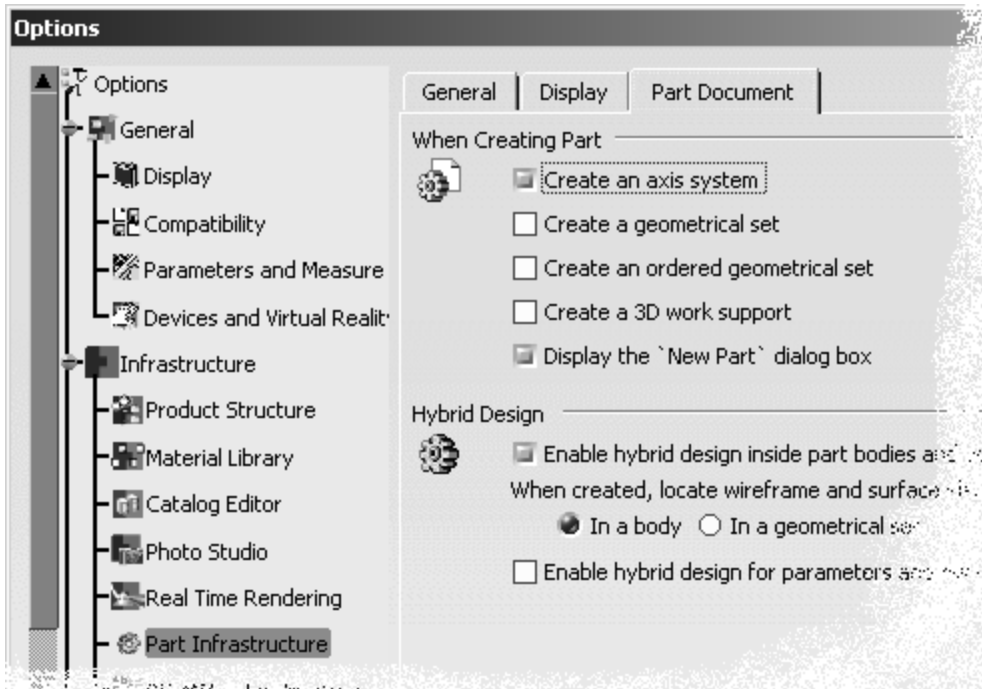 Options
Options
General
Display
Compatibility
Parameters and Measure
Devices and Virtual Realit
Infrastructure
Product Structure
Material Library
Catalog Editor
Photo Studio
Real Time Rendering
Part Infrastructure
General Display Part Document
When Creating Part
Create an axis system
Create a geometrical set
Create an ordered geometrical set
Create a 3D work support
Display the `New Part` dialog box
Hybrid Design
Enable hybrid design inside part bodies and
When created, locate wireframe and surface
In a body In a geometrical set
Enable hybrid design for parameters and